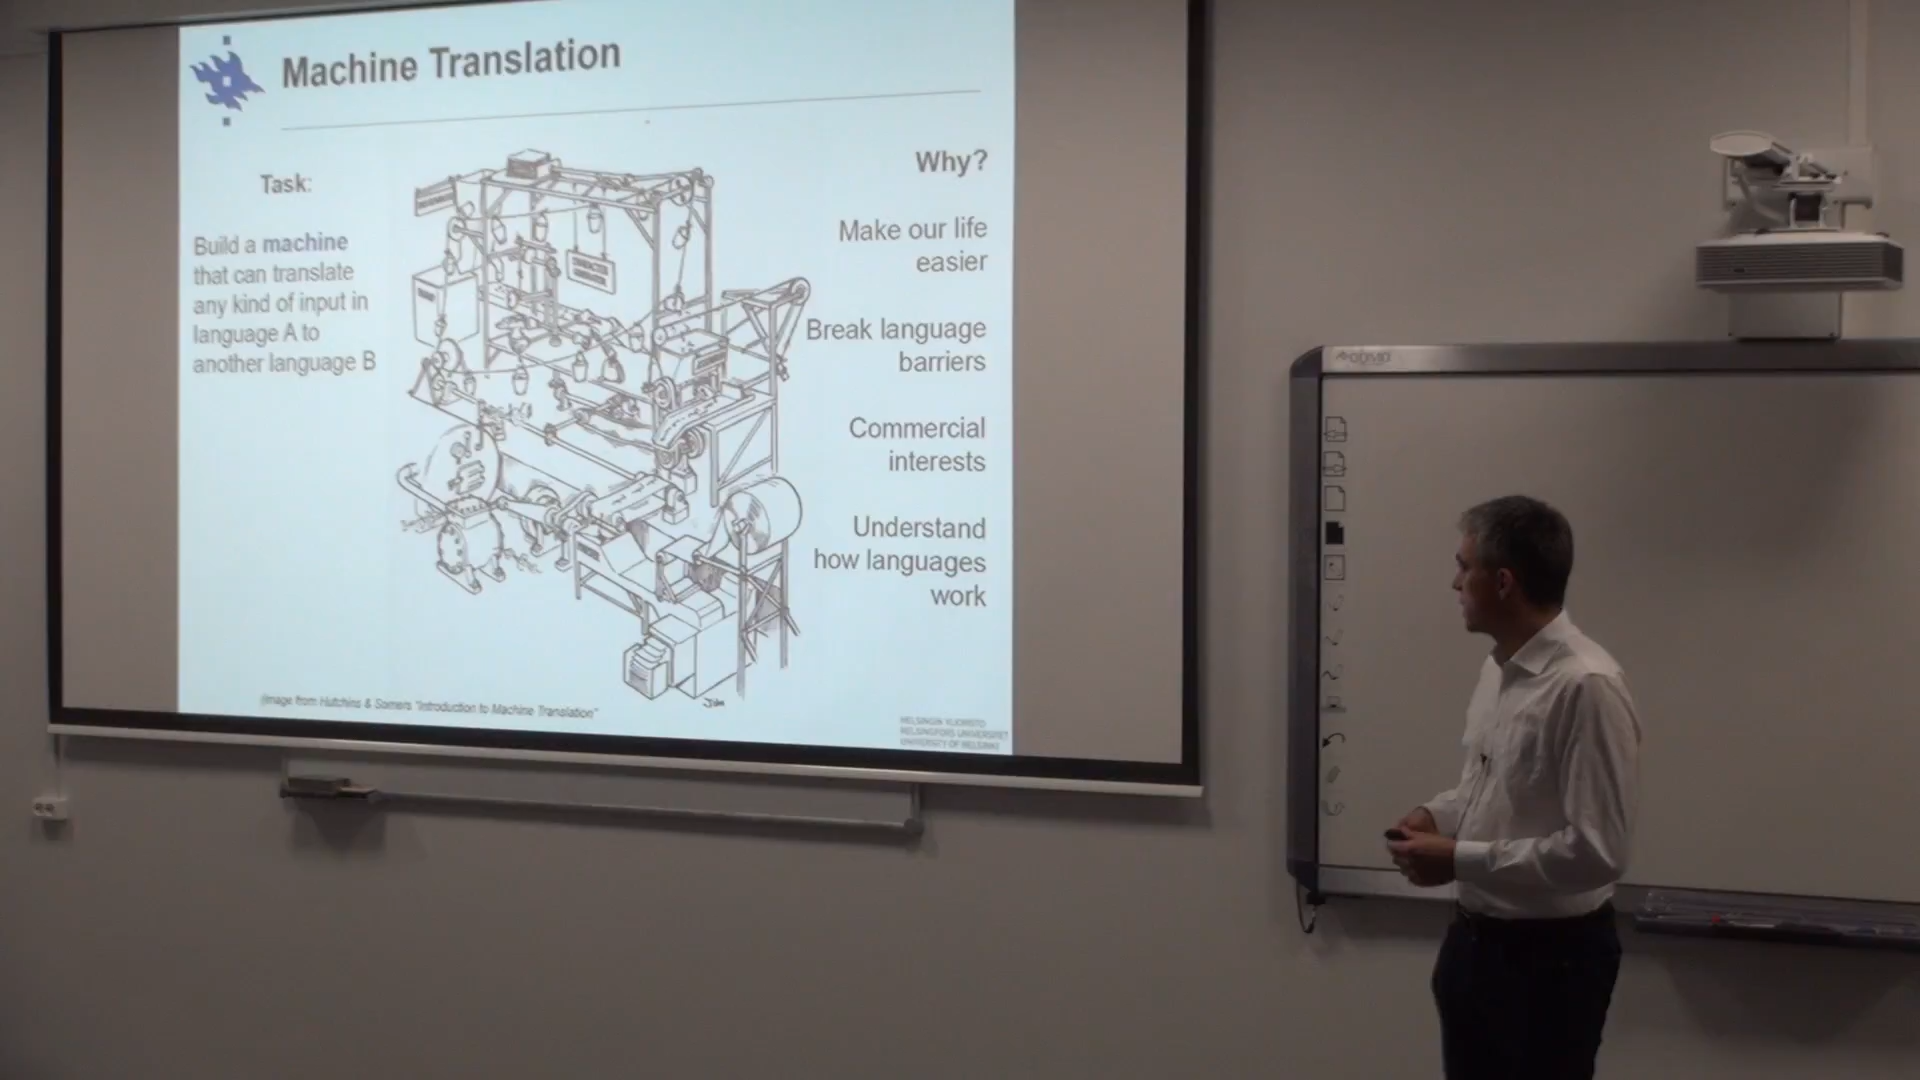 Machine Translation
Task:
Build a machine
that can translate
any kind of input in
language A to
another language B
Why?
Make our life
easier
Break language
barriers
Commercial
interests
Understand
how languages
work
(image from Hutchins & Somers "Introduction to Machine Translation"
HELSINGIN YLIOPISTO
HELSINGFORS UNIVERSITET
UNIVERSITY OF HELSINKI